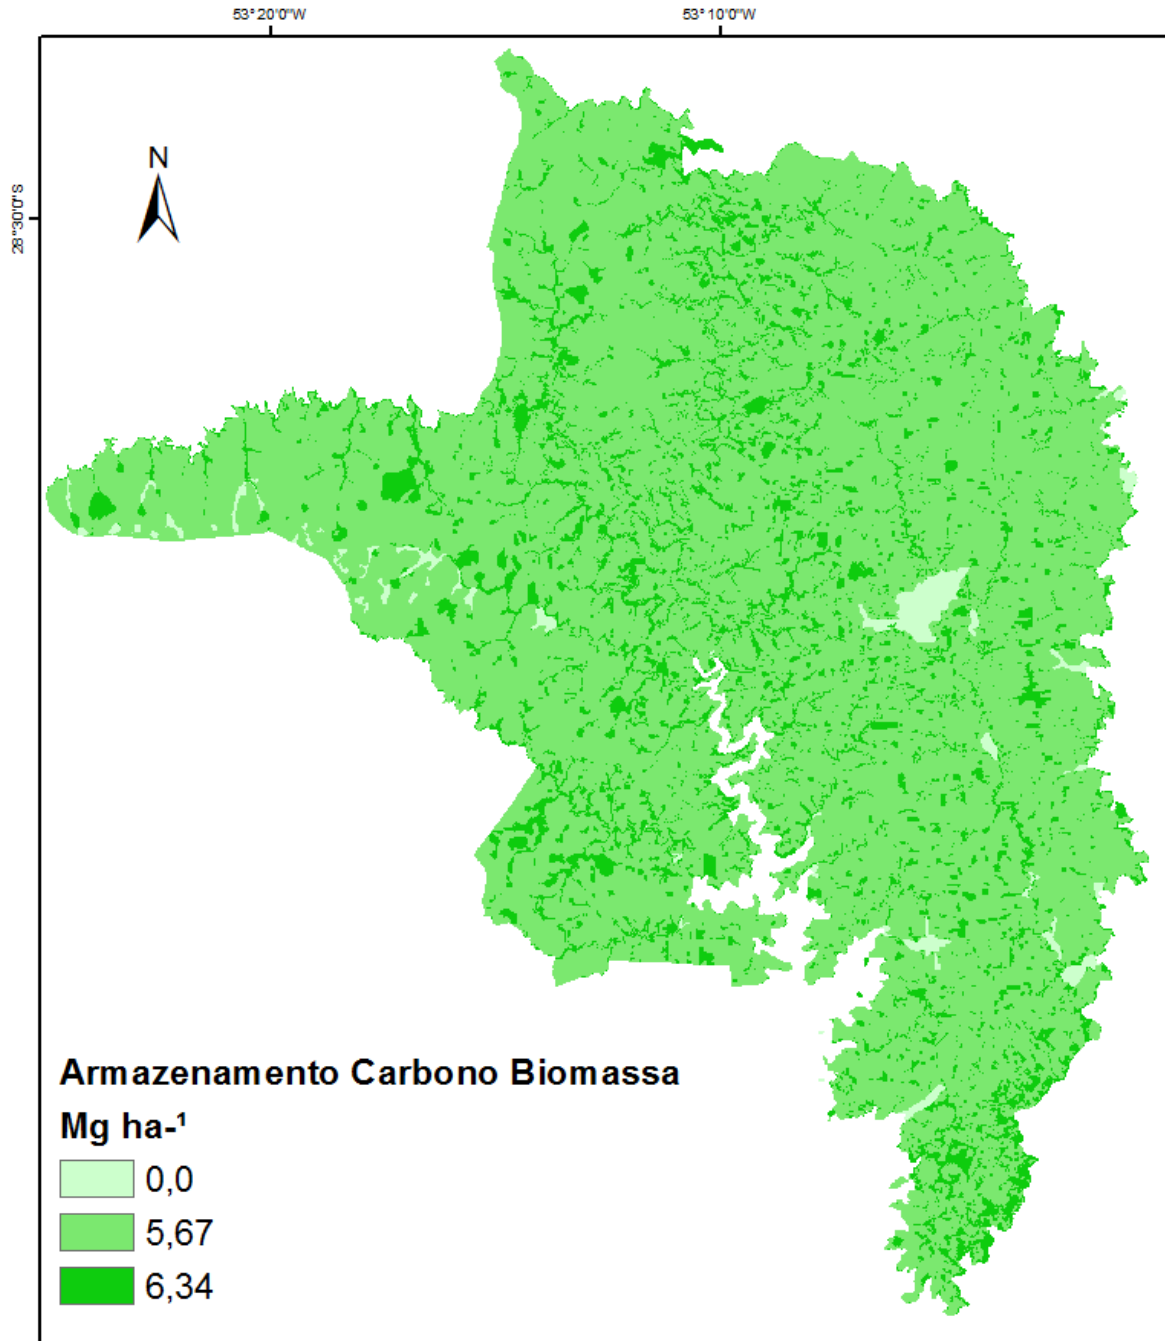 53°20'0"W
53°10'0"W
N
28°30'0"S
Armazenamento Carbono Biomassa
Mg ha-¹
0,0
5,67
6,34